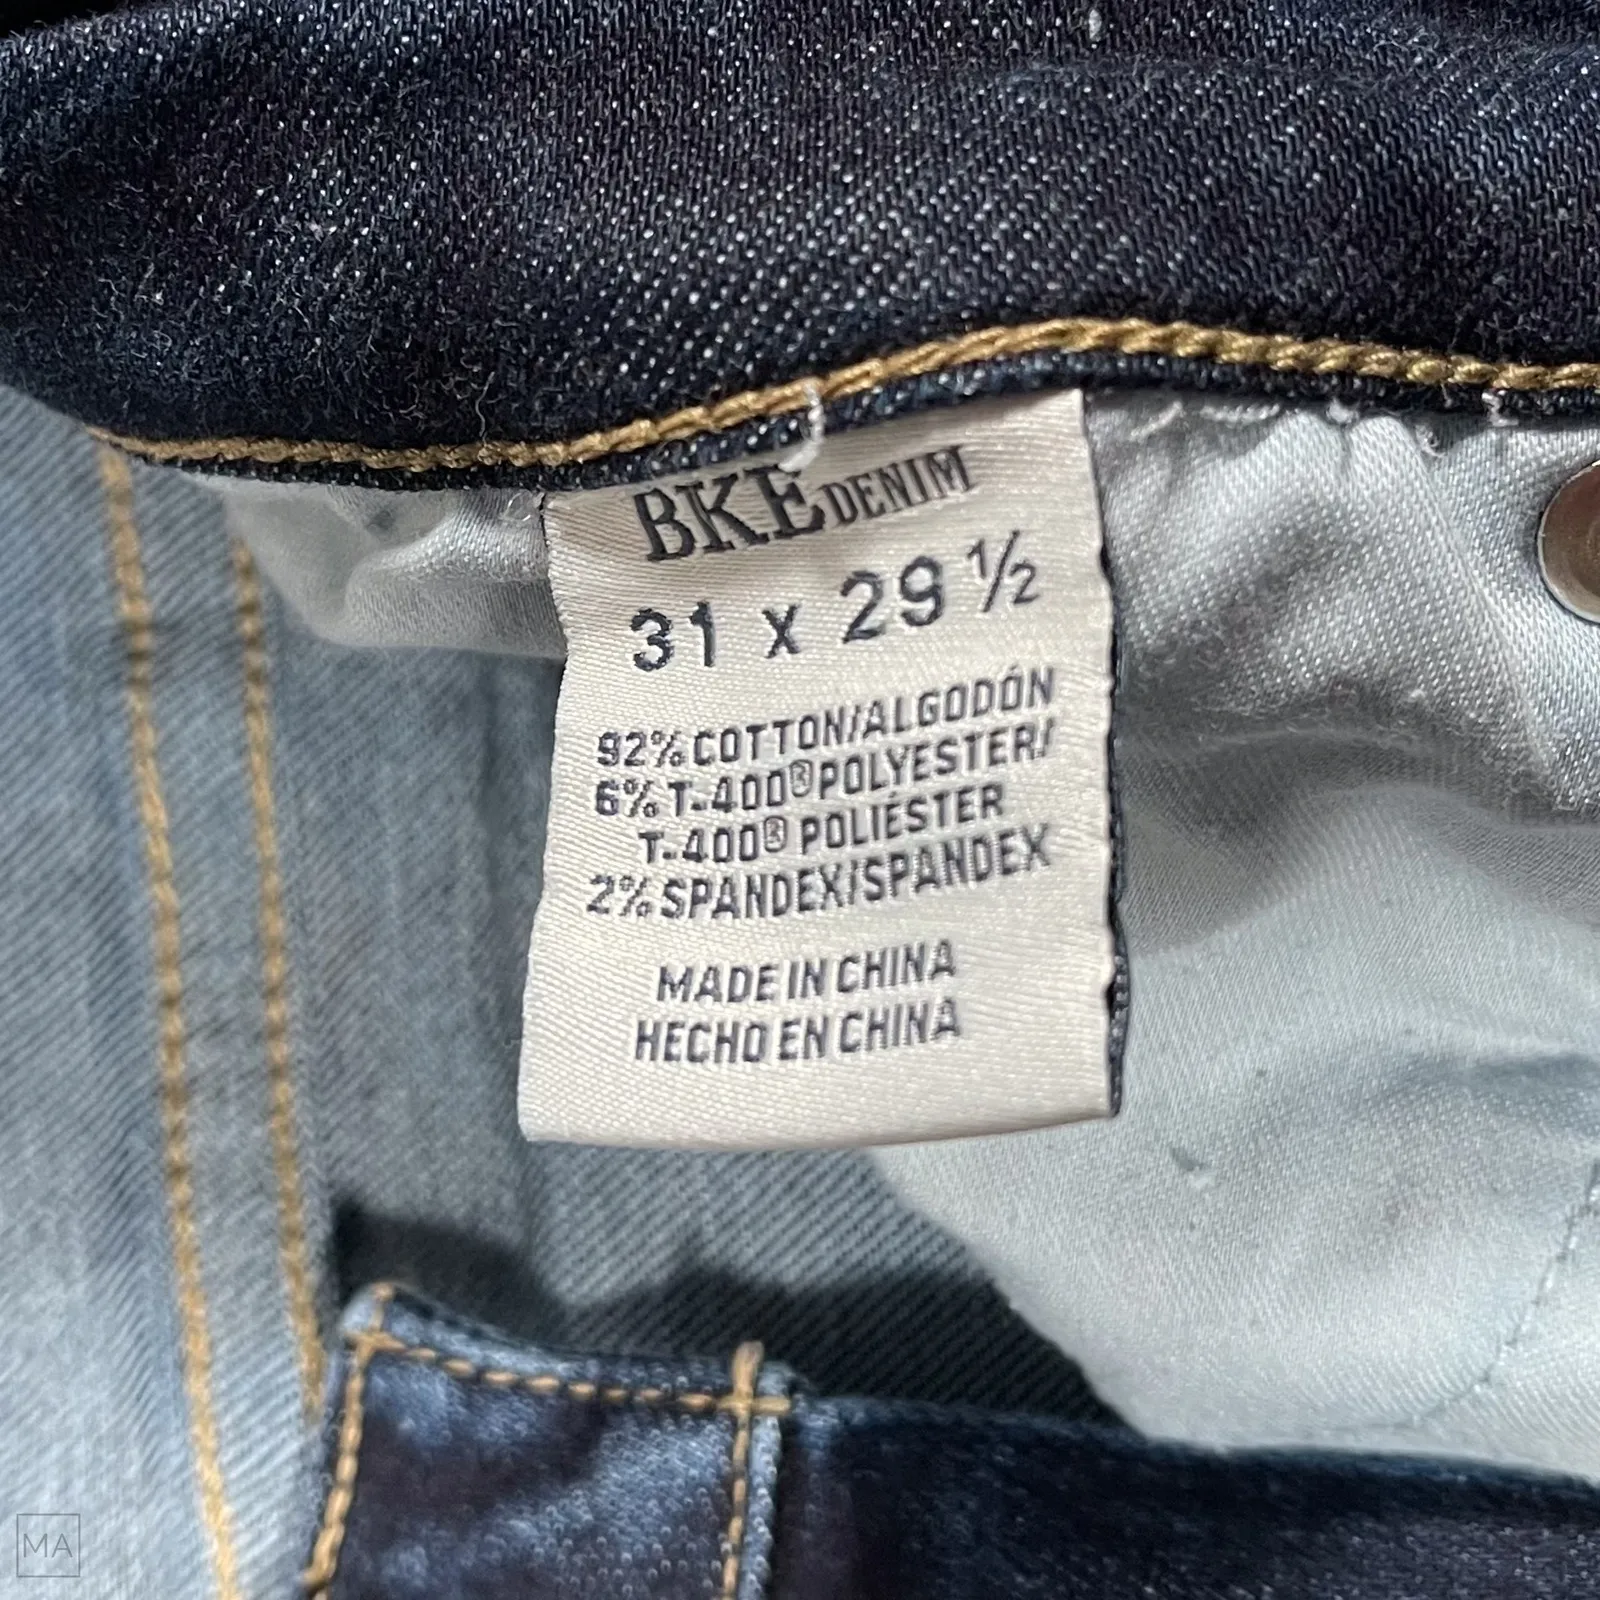 BKE DENIM
31 x 29 ½
92% COTTON/ALGODÓN
6% T-400® POLYESTER/
T-400® POLIÉSTER
2% SPANDEX/SPANDEX
MADE IN CHINA
HECHO EN CHINA
MA